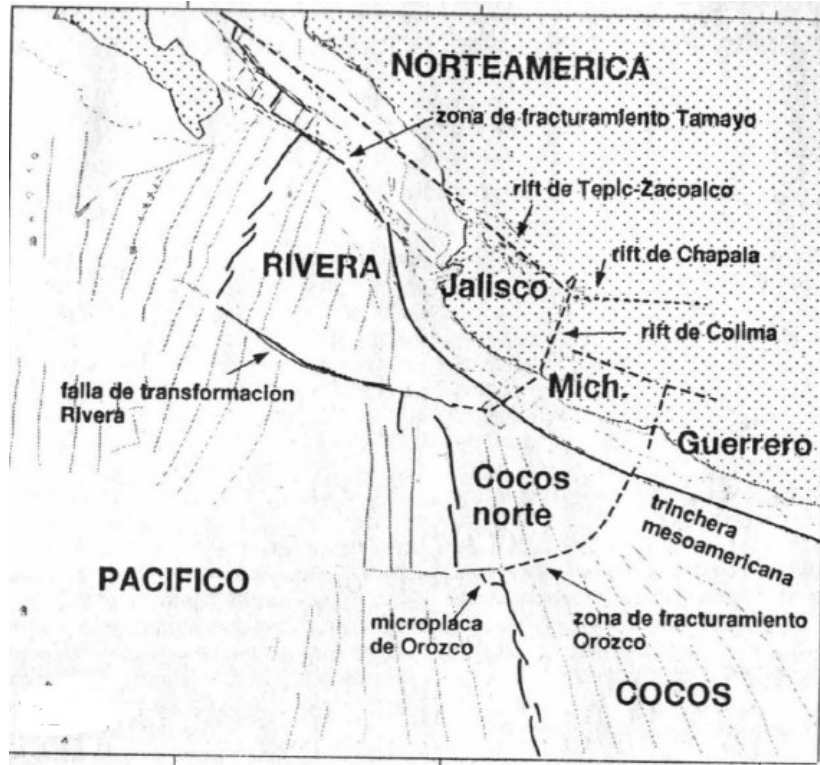 NORTEAMERICA
zona de fracturamiento Tamayo
rift de Tepic-Zacoalco
rift de Chapala
RIVERA
Jalisco
rift de Colima
falla de transformacion
Rivera
Mich.
Guerrero
Cocos
norte
trinchera
mesoamericana
PACIFICO
microplaca
de Orozco
zona de fracturamiento
Orozco
COCOS